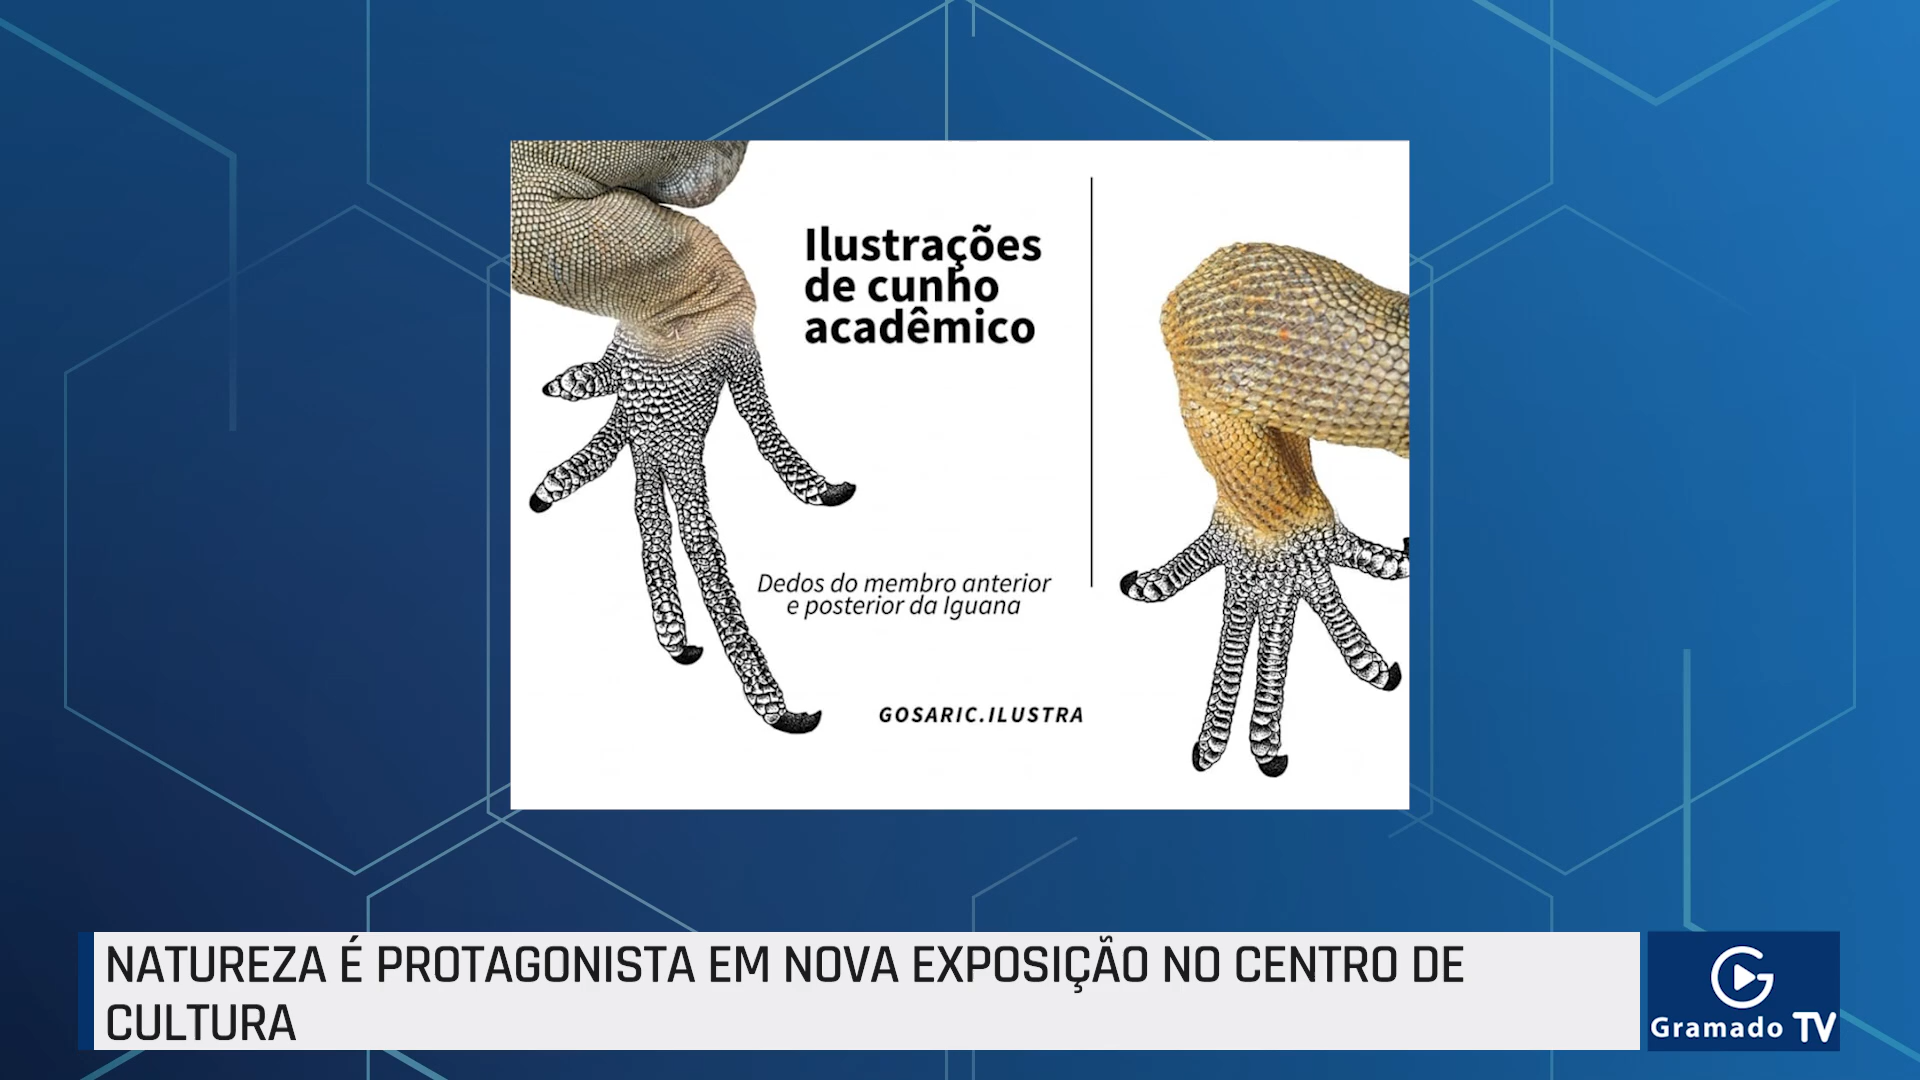 Ilustrações
de cunho
acadêmico
Dedos do membro anterior
e posterior da Iguana
GOSARIC.ILUSTRA
NATUREZA É PROTAGONISTA EM NOVA EXPOSIÇÃO NO CENTRO DE
CULTURA
Gramado TV